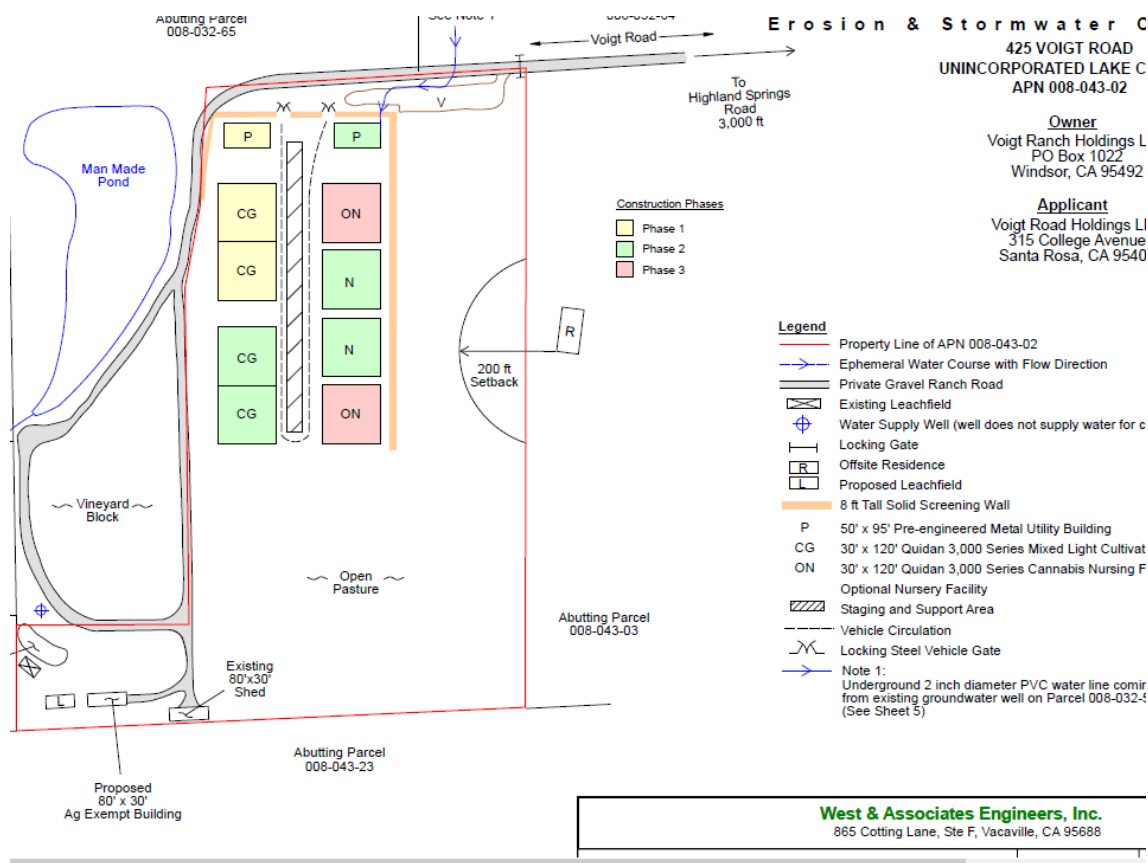 Abutting Parcel
008-032-65
See Note 1
Voigt Road
To
Highland Springs
Road
3,000 ft
Erosion & Stormwater
425 VOIGT ROAD
UNINCORPORATED LAKE
APN 008-043-02
Owner
Voigt Ranch Holdings
PO Box 1022
Windsor, CA 95492
Applicant
Voigt Road Holdings
315 College Avenue
Santa Rosa, CA 9540
Man Made
Pond
P
P
V
CG
ON
CG
N
CG
N
CG
ON
Construction Phases
Phase 1
Phase 2
Phase 3
R
200 ft
Setback
Vineyard
Block
Open
Pasture
Abutting Parcel
008-043-03
Existing
80'x30'
Shed
L
Abutting Parcel
008-043-23
Proposed
80' x 30'
Ag Exempt Building
Legend
Property Line of APN 008-043-02
Ephemeral Water Course with Flow Direction
Private Gravel Ranch Road
Existing Leachfield
Water Supply Well (well does not supply water for
Locking Gate
R Offsite Residence
L Proposed Leachfield
8 ft Tall Solid Screening Wall
P 50' x 95' Pre-engineered Metal Utility Building
CG 30' x 120' Quidan 3,000 Series Mixed Light
ON 30' x 120' Quidan 3,000 Series Cannabis Nursing
Optional Nursery Facility
Staging and Support Area
Vehicle Circulation
Locking Steel Vehicle Gate
Note 1:
Underground 2 inch diameter PVC water line
from existing groundwater well on Parcel 008-032-5
(See Sheet 5)
West & Associates Engineers, Inc.
865 Cotting Lane, Ste F, Vacaville, CA 95688